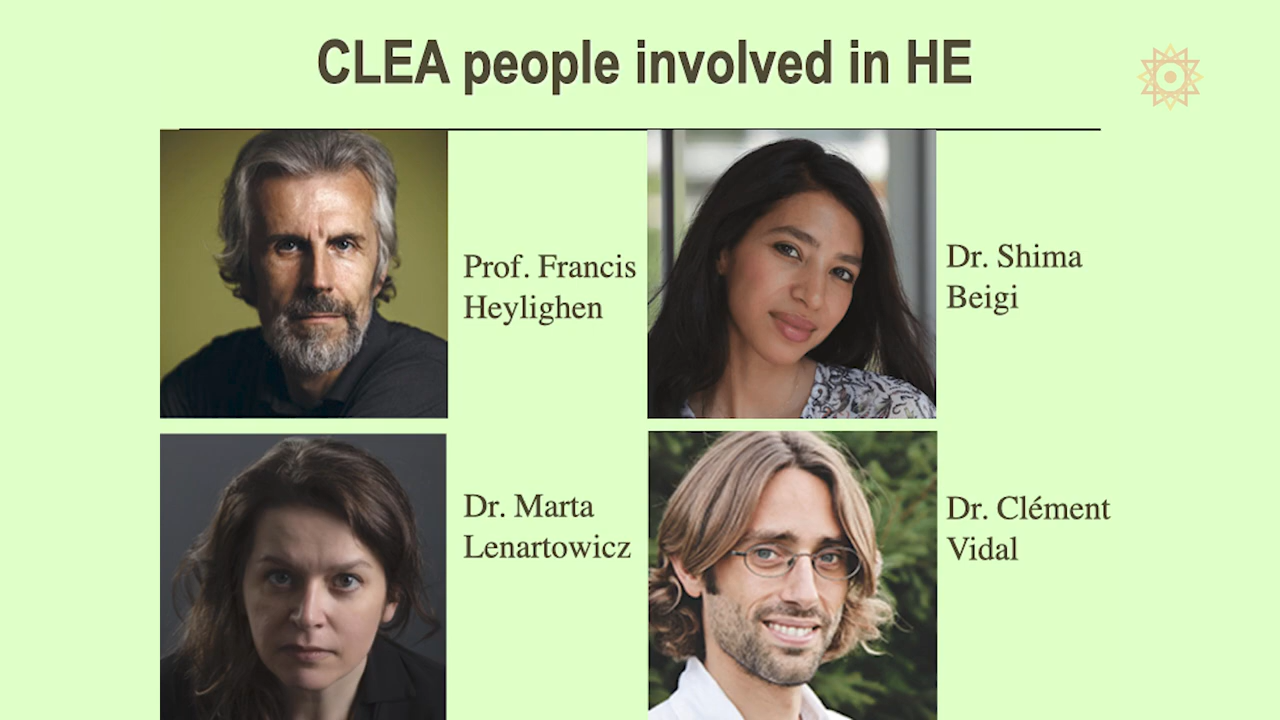 CLEA people involved in HE
Prof. Francis
Heylighen
Dr. Shima
Beigi
Dr. Marta
Lenartowicz
Dr. Clément
Vidal